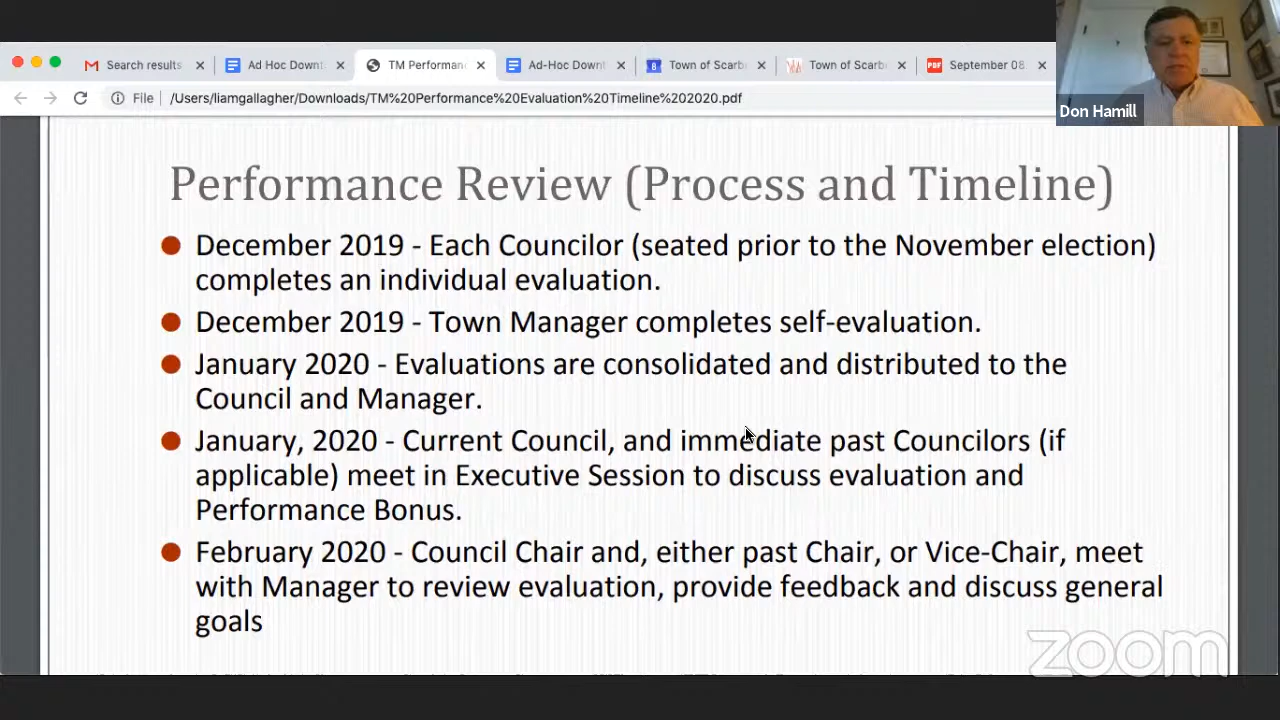 Search results
Ad Hoc Downt
TM Performan
Ad-Hoc Downt
Town of Scarb
Town of Scarb
September 08
File
/Users/liamgallagher/Downloads/TM%20Performance%20Evaluation%20Timeline%202020.pdf
Don Hamill
Performance Review (Process and Timeline)
December 2019 - Each Councilor (seated prior to the November election)
completes an individual evaluation.
December 2019 - Town Manager completes self-evaluation.
January 2020 - Evaluations are consolidated and distributed to the
Council and Manager.
January, 2020 - Current Council, and immediate past Councilors (if
applicable) meet in Executive Session to discuss evaluation and
Performance Bonus.
February 2020 - Council Chair and, either past Chair, or Vice-Chair, meet
with Manager to review evaluation, provide feedback and discuss general
goals
zoom